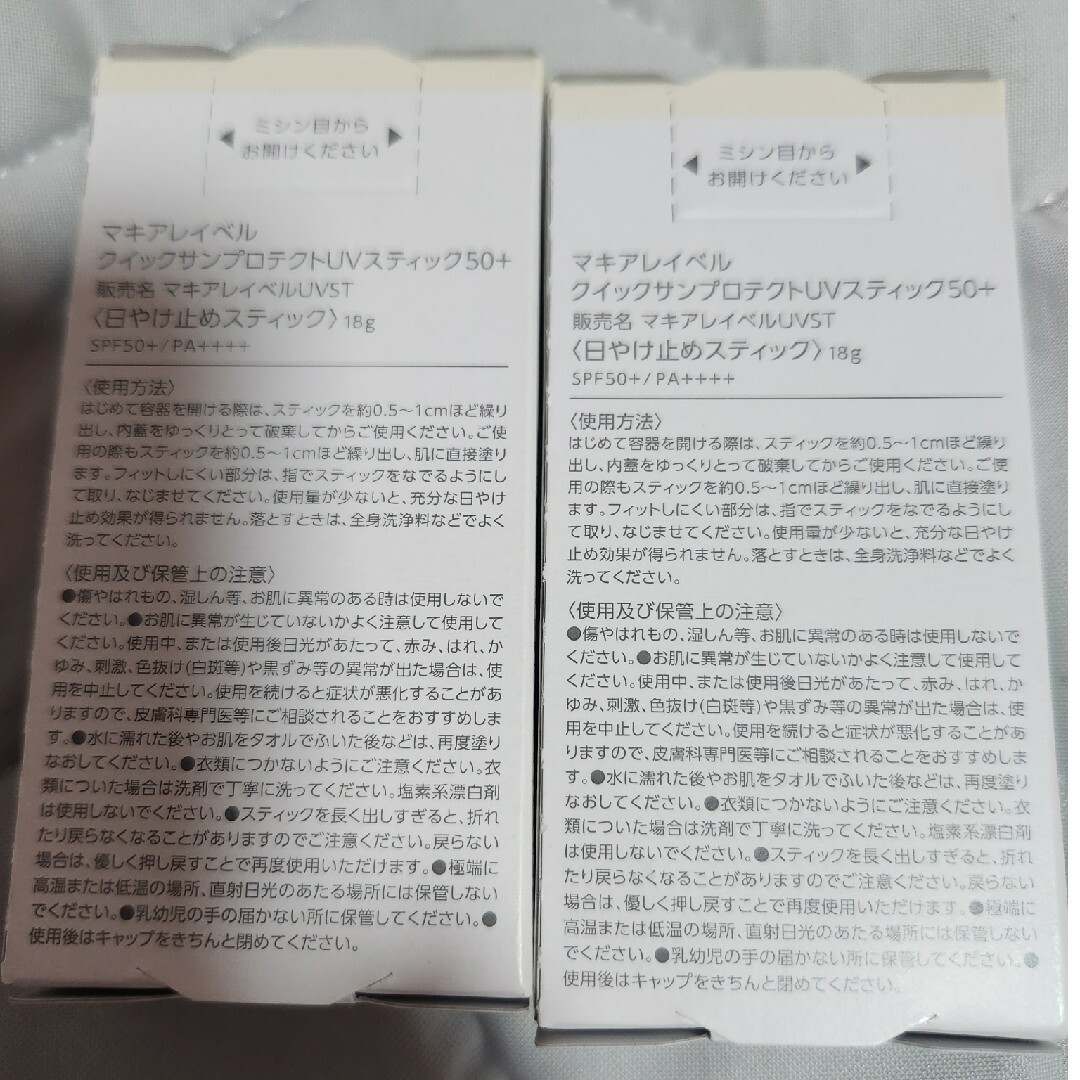 ミシン目から
お開けください
マキアレイベル
クイックサンプロテクトUVスティック50+
販売名 マキアレイベルUVST
〈日やけ止めスティック〉18g
SPF50+/PA++++
〈使用方法〉
はじめて容器を開ける際は、スティックを約0.5~1cmほど繰り
出し、内蓋をゆっくりとって破棄してからご使用ください。ご使
用の際もスティックを約0.5~1cmほど繰り出し、肌に直接塗り
ます。フィットしにくい部分は、指でスティックをなでるようにし
て取り、なじませてください。使用量が少ないと、充分な日やけ
止め効果が得られません。落とすときは、全身洗浄料などでよく
洗ってください。
〈使用及び保管上の注意〉
●傷やはれもの、湿しん等、お肌に異常のある時は使用しないで
ください。●お肌に異常が生じていないかよく注意して使用して
ください。使用中、または使用後日光があたって、赤み、はれ、か
ゆみ、刺激、色抜け(白斑等)や黒ずみ等の異常が出た場合は、使
用を中止してください。使用を続けると症状が悪化することがあ
りますので、皮膚科専門医等にご相談されることをおすすめしま
す。●水に濡れた後やお肌をタオルでふいた後などは、再度塗り
なおしてください。●衣類につかないようにご注意ください。衣
類についた場合は洗剤で丁寧に洗ってください。塩素系漂白剤
は使用しないでください。●スティックを長く出しすぎると、折れ
たり戻らなくなることがありますのでご注意ください。戻らない
場合は、優しく押し戻すことで再度使用いただけます。●極端に
高温または低温の場所、直射日光のあたる場所には保管しない
でください。●乳幼児の手の届かない所に保管してください。●
使用後はキャップをきちんと閉めてください。
ミシン目から
お開けください
マキアレイベル
クイックサンプロテクトUVスティック50+
販売名 マキアレイベルUVST
〈日やけ止めスティック〉18g
SPF50+/PA++++
〈使用方法〉
はじめて容器を開ける際は、スティックを約0.5~1cmほど繰り
出し、内蓋をゆっくりとって破棄してからご使用ください。ご使
用の際もスティックを約0.5~1cmほど繰り出し、肌に直接塗り
ます。フィットしにくい部分は、指でスティックをなでるようにし
て取り、なじませてください。使用量が少ないと、充分な日やけ
止め効果が得られません。落とすときは、全身洗浄料などでよく
洗ってください。
〈使用及び保管上の注意〉
●傷やはれもの、湿しん等、お肌に異常のある時は使用しないで
ください。●お肌に異常が生じていないかよく注意して使用して
ください。使用中、または使用後日光があたって、赤み、はれ、か
ゆみ、刺激、色抜け(白斑等)や黒ずみ等の異常が出た場合は、使
用を中止してください。使用を続けると症状が悪化することがあ
りますので、皮膚科専門医等にご相談されることをおすすめしま
す。●水に濡れた後やお肌をタオルでふいた後などは、再度塗り
なおしてください。●衣類につかないようにご注意ください。衣
類についた場合は洗剤で丁寧に洗ってください。塩素系漂白剤
は使用しないでください。●スティックを長く出しすぎると、折れ
たり戻らなくなることがありますのでご注意ください。戻らない
場合は、優しく押し戻すことで再度使用いただけます。●極端に
高温または低温の場所、直射日光のあたる場所には保管しない
でください。●乳幼児の手の届かない所に保管してください。●
使用後はキャップをきちんと閉めてください。